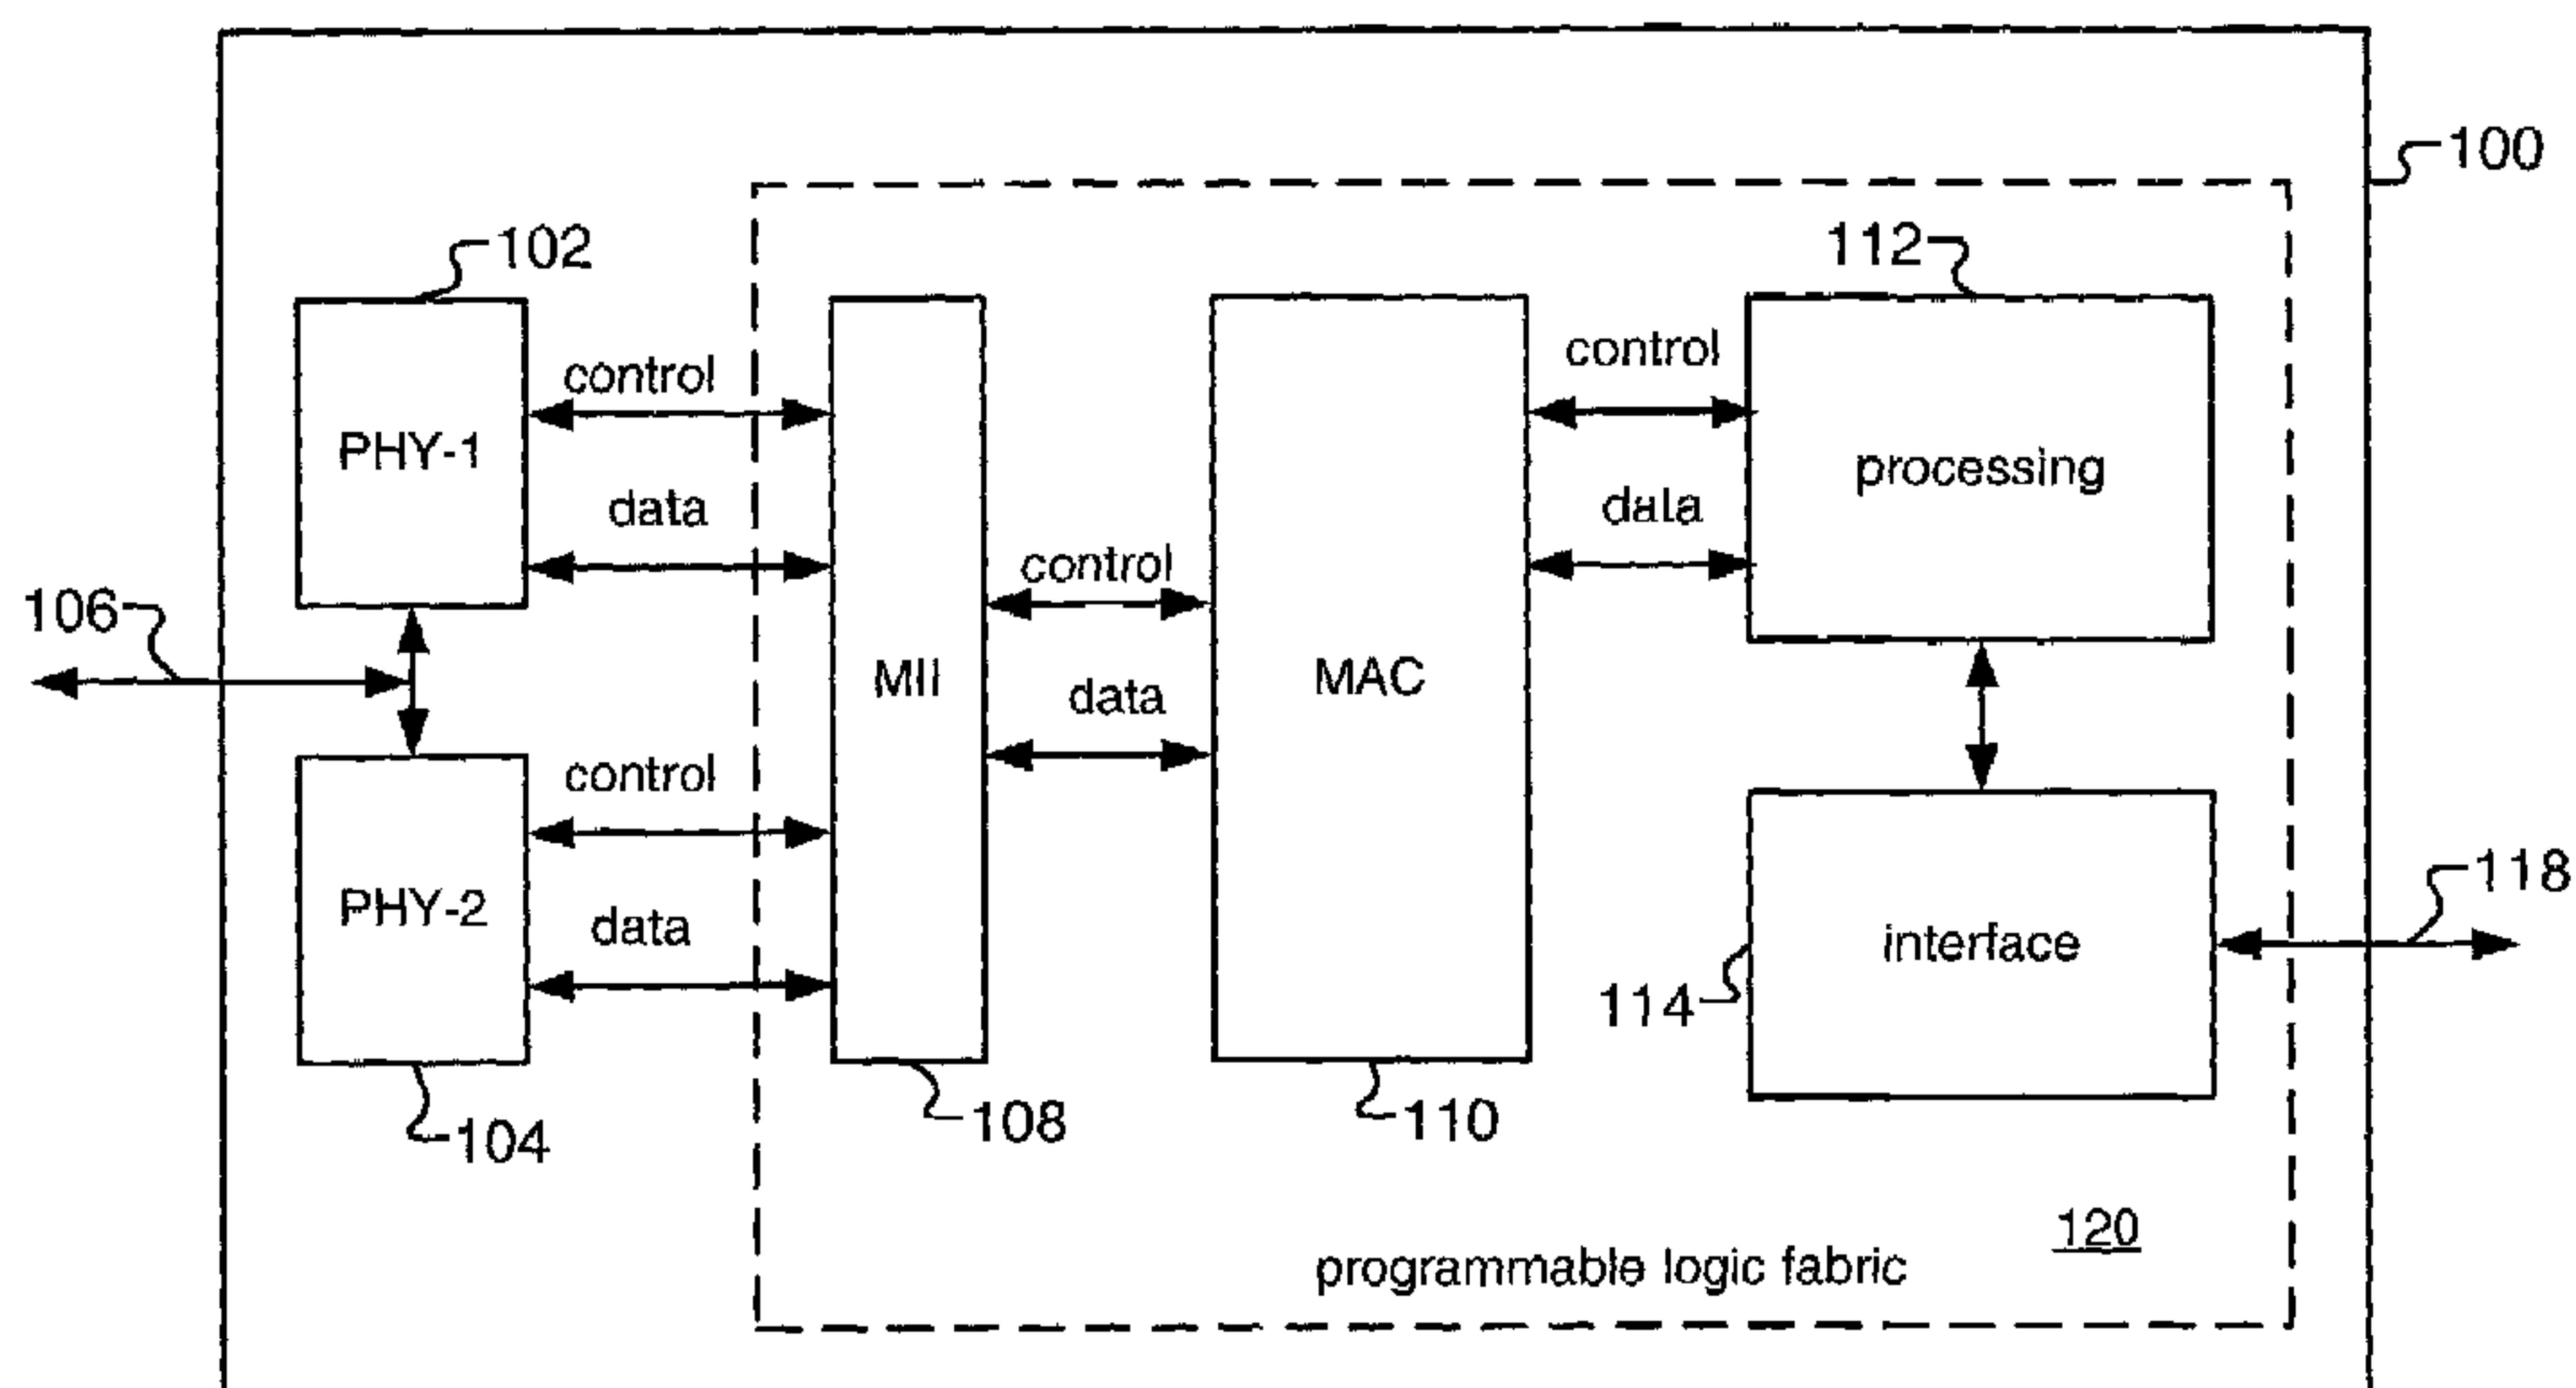 100
102
112
control
control
PHY-1
processing
data
data
control
106
MII
MAC
data
control
118
PHY-2
data
interface
114
108
110
104
120
programmable logic fabric